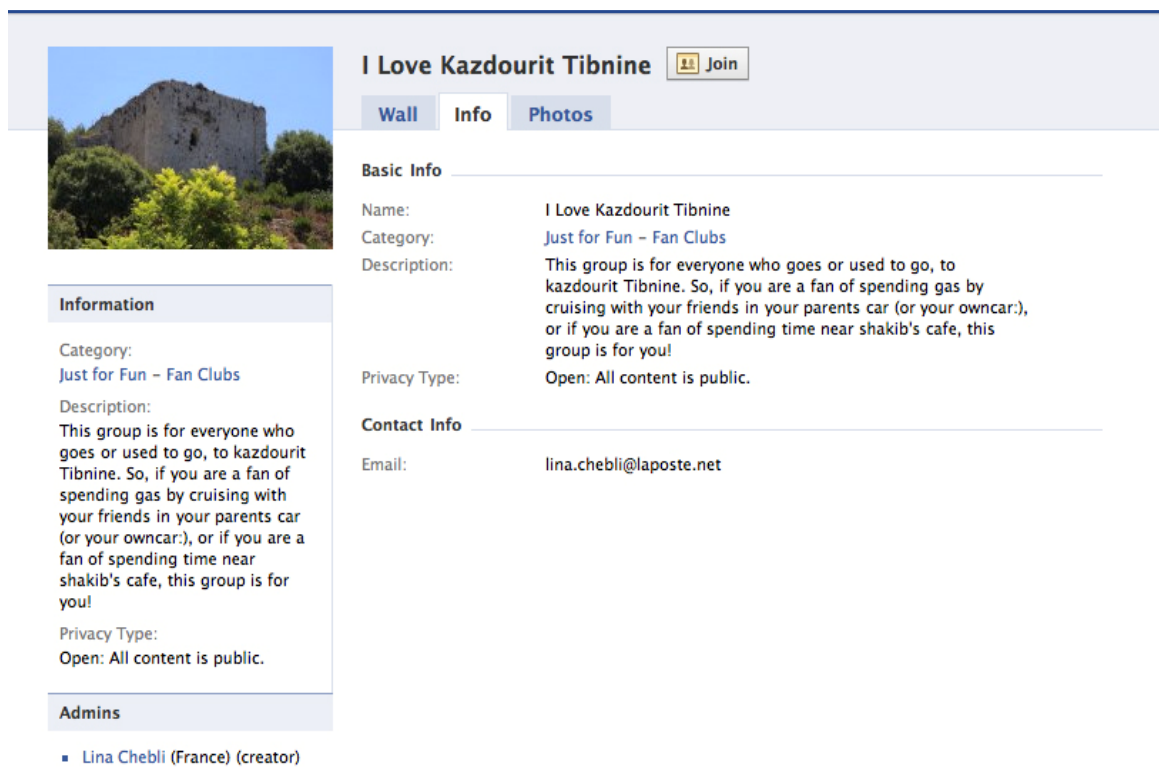 I Love Kazdourit Tibnine
Join
Wall Info Photos
Basic Info
Name: I Love Kazdourit Tibnine
Category: Just for Fun – Fan Clubs
Description: This group is for everyone who goes or used to go, to
kazdourit Tibnine. So, if you are a fan of spending gas by
cruising with your friends in your parents car (or your owncar:),
or if you are a fan of spending time near shakib's cafe, this
group is for you!
Privacy Type: Open: All content is public.
Contact Info
Email: lina.chebli@laposte.net
Information
Category:
Just for Fun – Fan Clubs
Description:
This group is for everyone who
goes or used to go, to kazdourit
Tibnine. So, if you are a fan of
spending gas by cruising with
your friends in your parents car
(or your owncar:), or if you are a
fan of spending time near
shakib's cafe, this group is for
you!
Privacy Type:
Open: All content is public.
Admins
Lina Chebli (France) (creator)